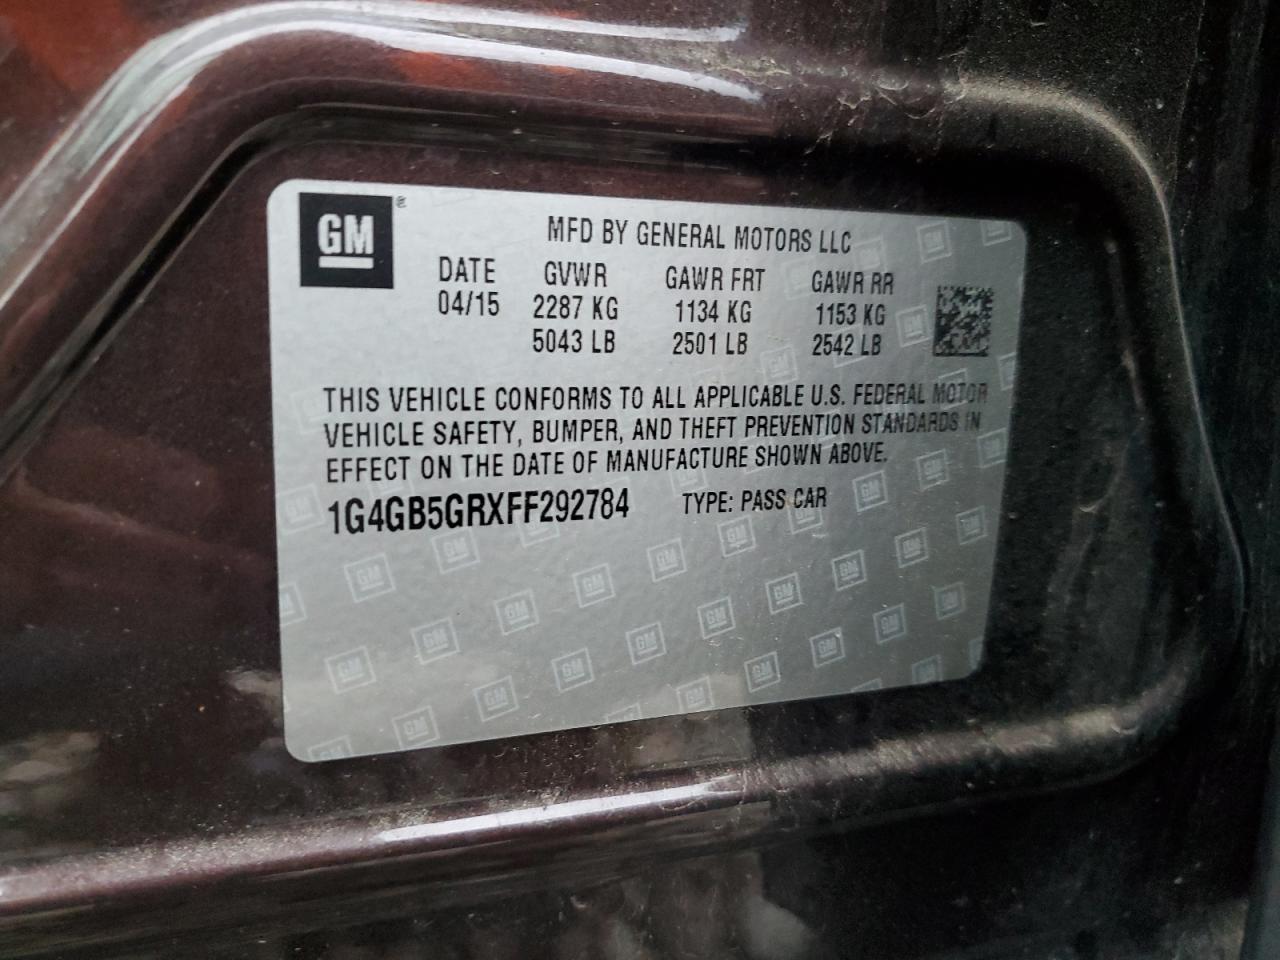 GM
MFD BY GENERAL MOTORS LLC
DATE GVWR GAWR FRT GAWR RR
04/15 2287 KG 1134 KG 1153 KG
5043 LB 2501 LB 2542 LB
THIS VEHICLE CONFORMS TO ALL APPLICABLE U.S. FEDERAL MOTOR
VEHICLE SAFETY, BUMPER, AND THEFT PREVENTION STANDARDS IN
EFFECT ON THE DATE OF MANUFACTURE SHOWN ABOVE.
1G4GB5GRXFF292784 TYPE: PASS CAR